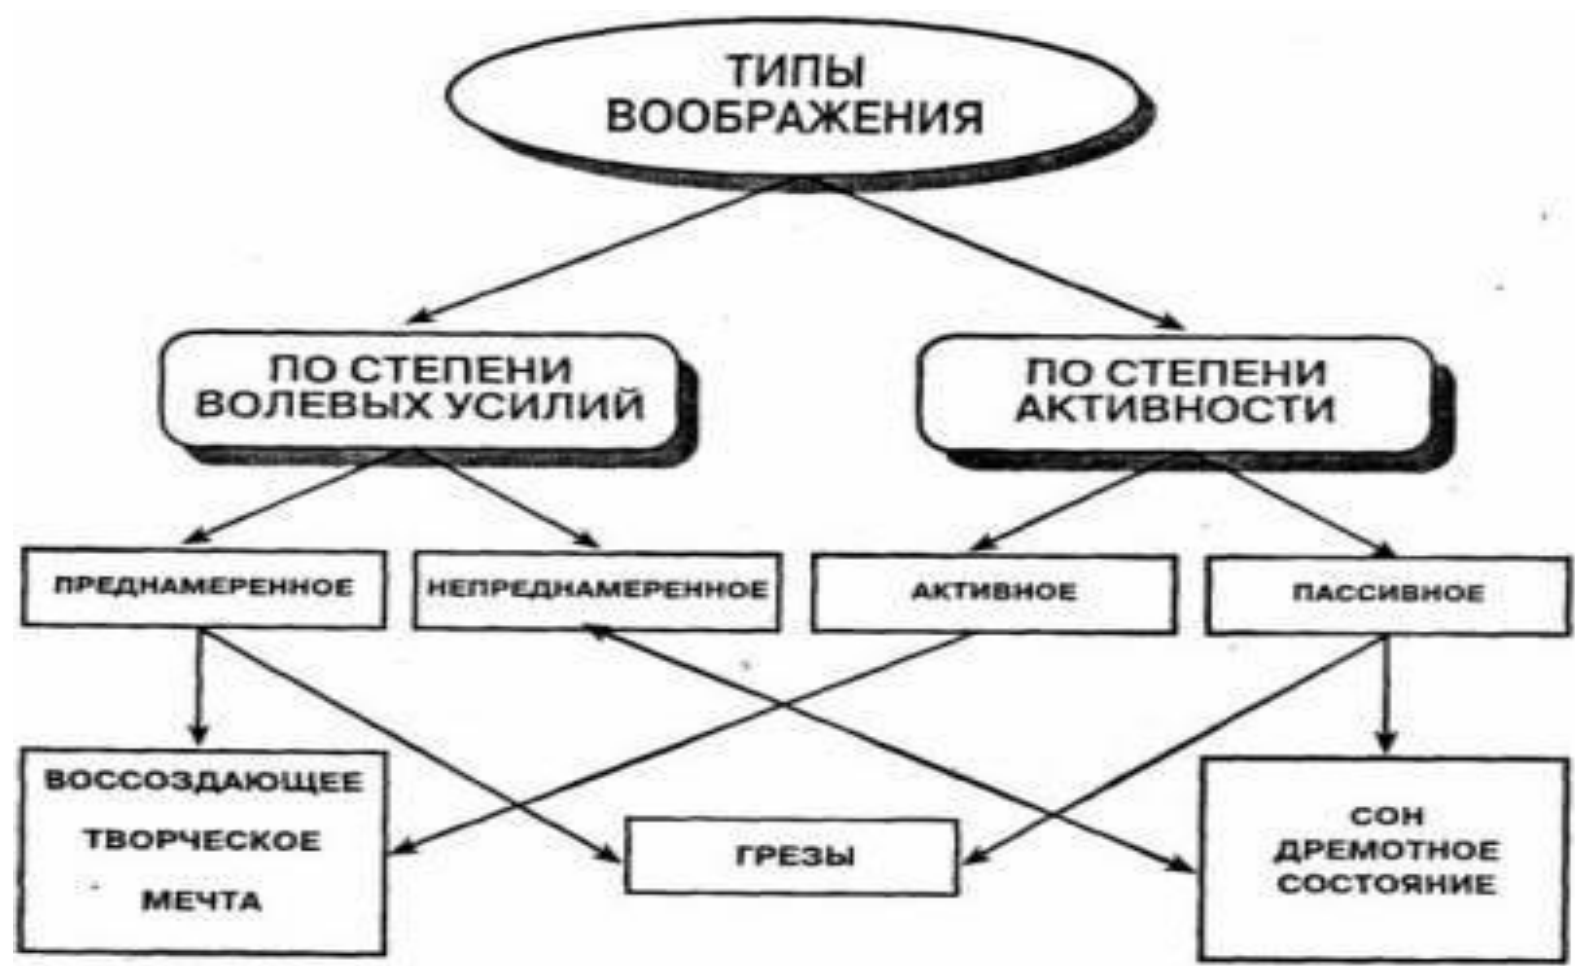 ТИПЫ
ВООБРАЖЕНИЯ
ПО СТЕПЕНИ
ВОЛЕВЫХ УСИЛИЙ
ПО СТЕПЕНИ
АКТИВНОСТИ
ПРЕДНАМЕРЕННОЕ
НЕПРЕДНАМЕРЕННОЕ
АКТИВНОЕ
ПАССИВНОЕ
ВОССОЗДАЮЩЕЕ
ТВОРЧЕСКОЕ
МЕЧТА
ГРЕЗЫ
СОН
ДРЕМОТНОЕ
СОСТОЯНИЕ